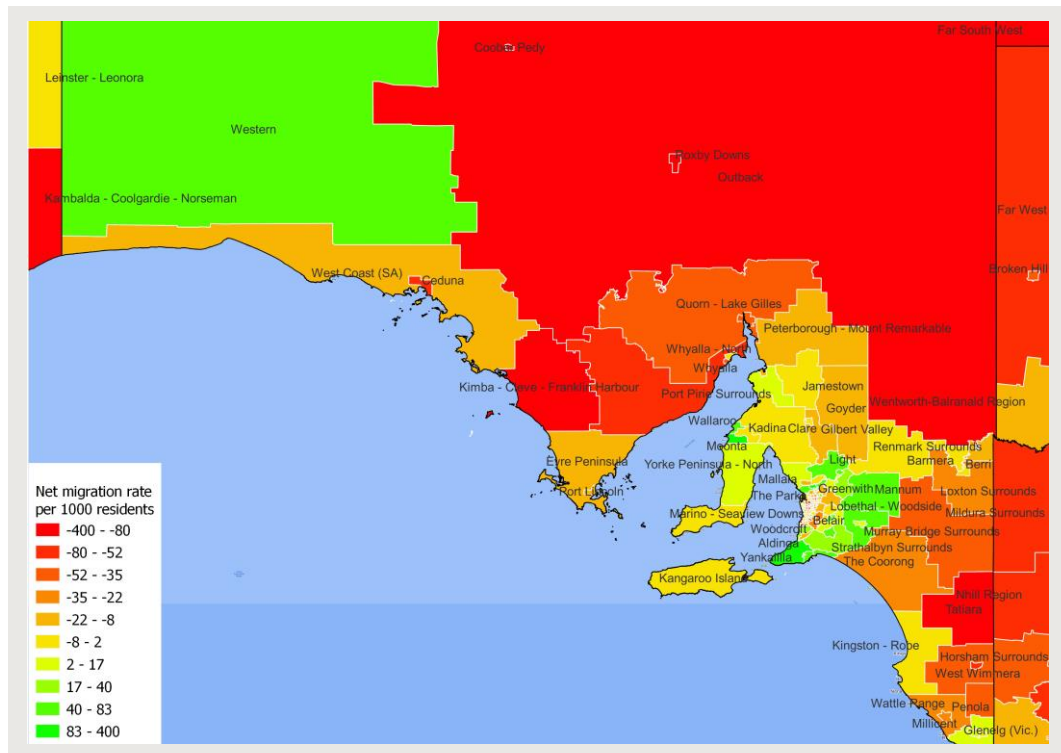 Far South West
Coober Pedy
Leinster - Leonora
Western
Roxby Downs
Outback
Kambalda - Coolgardie - Norseman
Far West
West Coast (SA)
Ceduna
Broken Hill
Quorn - Lake Gilles
Peterborough - Mount Remarkable
Whyalla - North
Whyalla
Kimba - Cleve - Franklin Harbour
Port Pirie Surrounds
Jamestown
Goyder
Wentworth-Balranald Region
Wallaroo
Kadina
Clare
Gilbert Valley
Moonta
Renmark Surrounds
Eyre Peninsula
Yorke Peninsula - North
Light
Barmera
Berri
Port Lincoln
Mallala
The Parks
Greenwith
Mannum
Loxton Surrounds
Marino - Seaview Downs
Lobethal - Woodside
Mildura Surrounds
Woodcroft
Belair
Murray Bridge Surrounds
Aldinga
Strathalbyn Surrounds
Yankalilla
The Coorong
Kangaroo Island
Nhill Region
Tatiara
Kingston - Robe
Horsham Surrounds
West Wimmera
Wattle Range
Penola
Millicent
Glenelg (Vic.)
Net migration rate
per 1000 residents
-400 - -80
-80 - -52
-52 - -35
-35 - -22
-22 - -8
-8 - 2
2 - 17
17 - 40
40 - 83
83 - 400